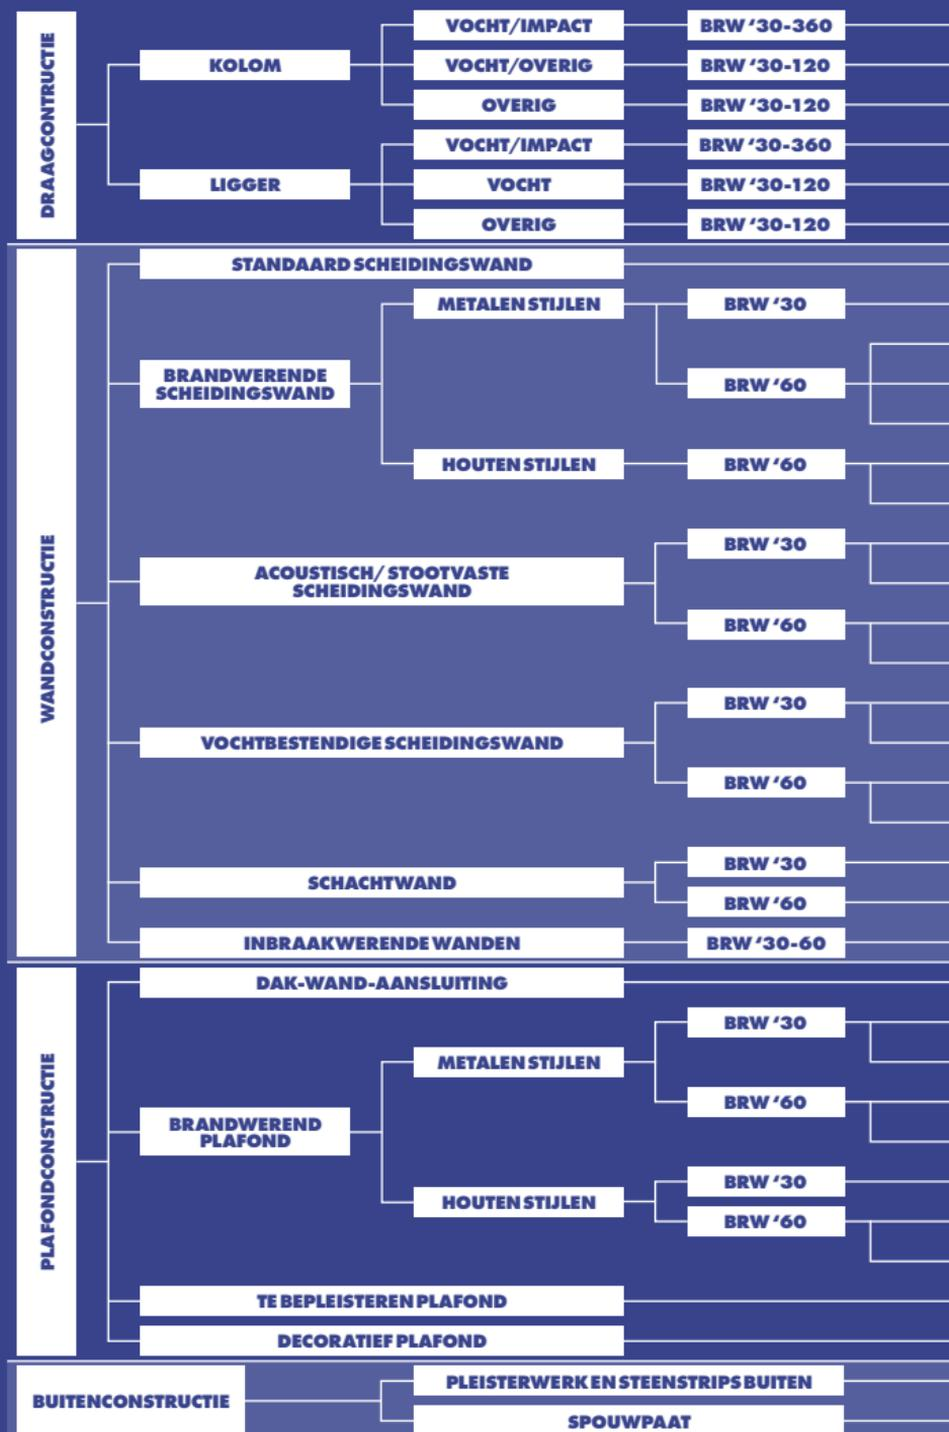 DRAAGCONTRUCTIE
KOLOM
VOCHT/IMPACT
BRW ‘30-360
VOCHT/OVERIG
BRW ‘30-120
OVERIG
BRW ‘30-120
LIGGER
VOCHT/IMPACT
BRW ‘30-360
VOCHT
BRW ‘30-120
OVERIG
BRW ‘30-120
WANDCONSTRUCTIE
STANDAARD SCHEIDINGSWAND
BRANDWERENDE
SCHEIDINGSWAND
METALEN STIJLEN
BRW ‘30
BRW ‘60
HOUTEN STIJLEN
BRW ‘60
ACOUSTISCH/ STOOTVASTE
SCHEIDINGSWAND
BRW ‘30
BRW ‘60
VOCHTBESTENDIGE SCHEIDINGSWAND
BRW ‘30
BRW ‘60
SCHACHTWAND
BRW ‘30
BRW ‘60
INBRAAKWERENDE WANDEN
BRW ‘30-60
PLAFONDCONSTRUCTIE
DAK-WAND-AANSLUITING
BRANDWEREND
PLAFOND
METALEN STIJLEN
BRW ‘30
BRW ‘60
HOUTEN STIJLEN
BRW ‘30
BRW ‘60
TE BEPLEISTEREN PLAFOND
DECORATIEF PLAFOND
BUITENCONSTRUCTIE
PLEISTERWERK EN STEENSTRIPS BUITEN
SPOUWPAAT